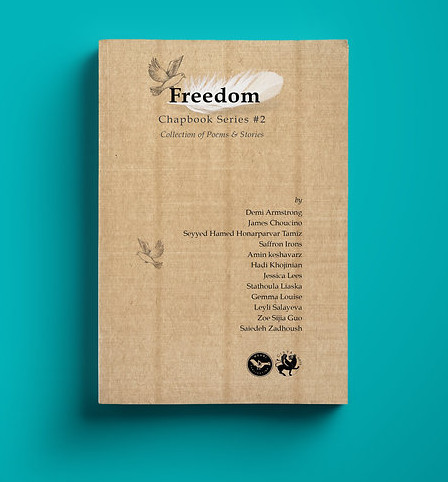 Freedom
Chapbook Series #2
Collection of Poems & Stories
by
Demi Armstrong
James Choucino
Seyyed Hamed Honarparvar Tamiz
Saffron Irons
Amin keshavarz
Hadi Khojinian
Jessica Lees
Stathoula Liaska
Gemma Louise
Leyli Salayeva
Zoe Sijia Guo
Saiedeh Zadhoush